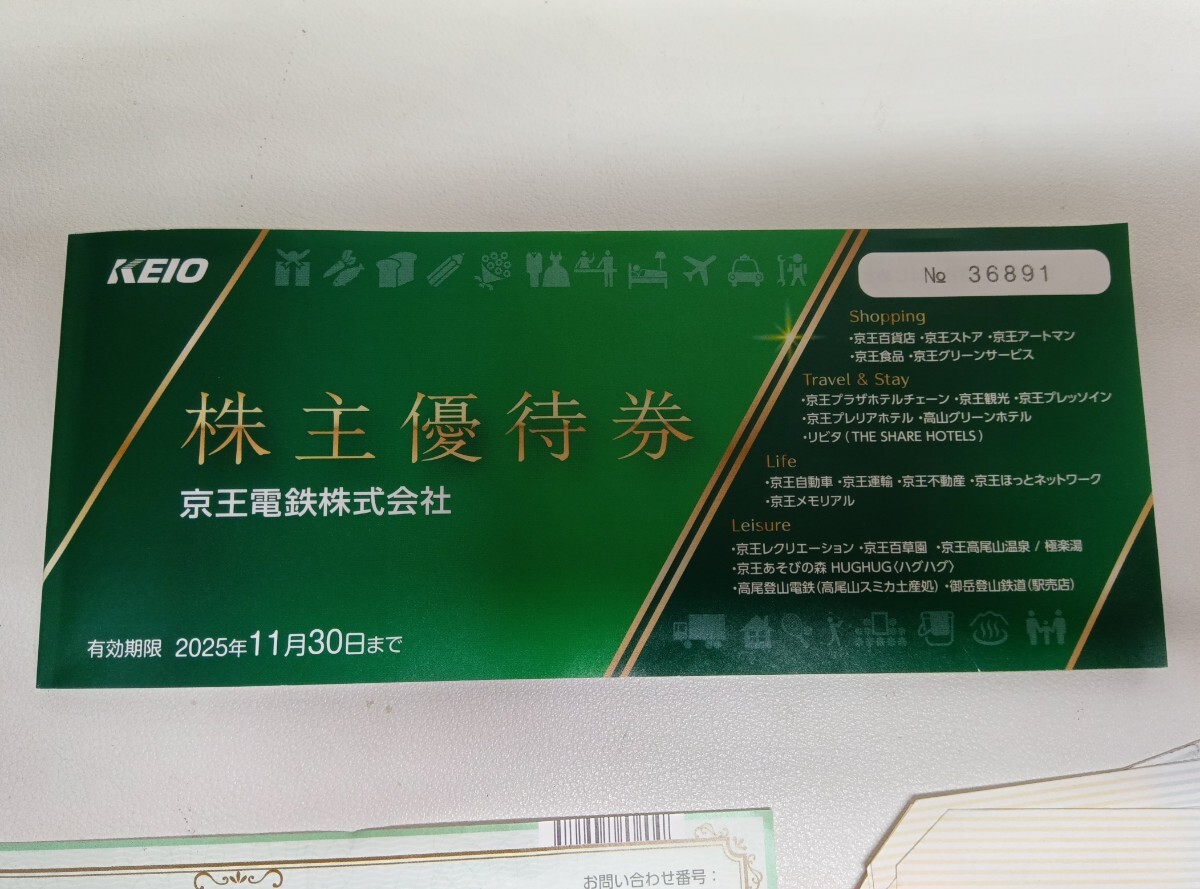 KEIO
株主優待券
京王電鉄株式会社
有効期限 2025年11月30日まで
№ 36891
Shopping
・京王百貨店 ・京王ストア ・京王アートマン
・京王食品 ・京王グリーンサービス
Travel & Stay
・京王プラザホテルチェーン ・京王観光 ・京王プレッソイン
・京王プレリアホテル ・高山グリーンホテル
・リビタ(THE SHARE HOTELS)
Life
・京王自動車 ・京王運輸 ・京王不動産 ・京王ほっとネットワーク
・京王メモリアル
Leisure
・京王レクリエーション ・京王百草園 ・京王高尾山温泉 / 極楽湯
・京王あそびの森 HUGHUG〈ハグハグ〉
・高尾登山電鉄(高尾山スミカ土産処) ・御岳登山鉄道(駅売店)
お問い合わせ番号：